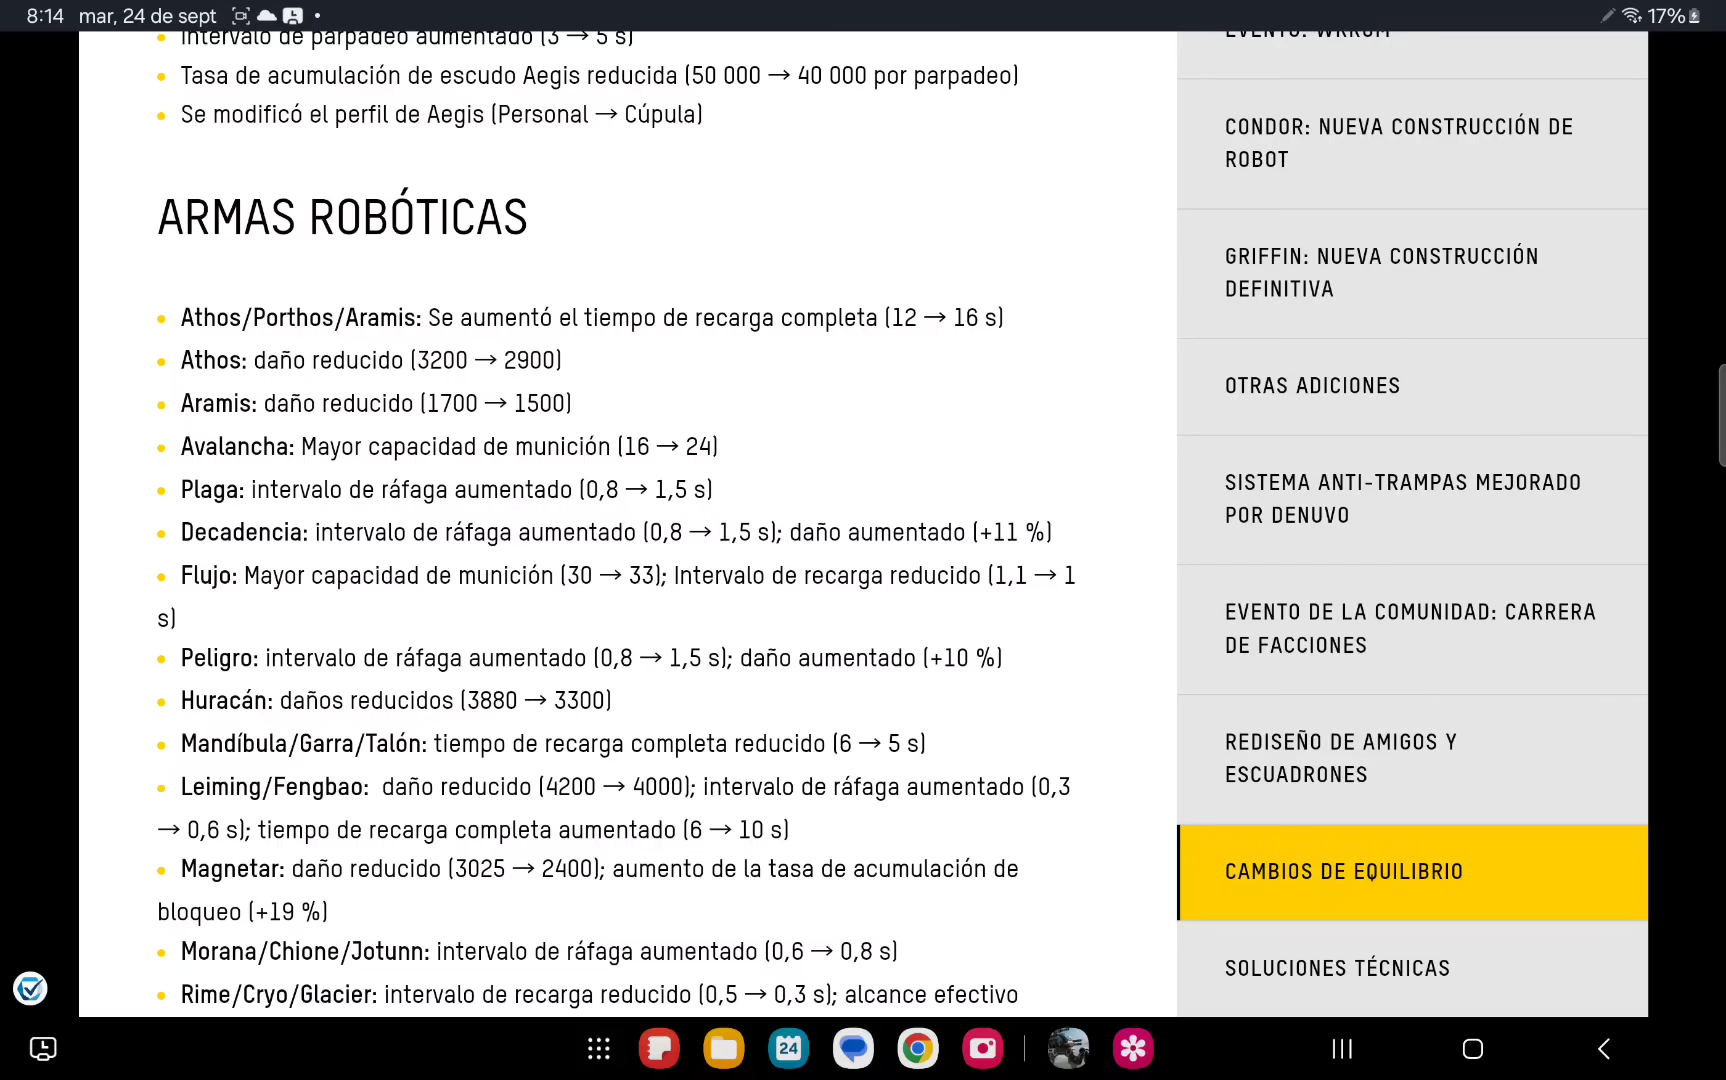 8:14 mar, 24 de sept
17%
Intervalo de parpadeo aumentado (3 → 5 s)
Tasa de acumulación de escudo Aegis reducida (50 000 → 40 000 por parpadeo)
Se modificó el perfil de Aegis (Personal → Cúpula)
ARMAS ROBÓTICAS
Athos/Porthos/Aramis: Se aumentó el tiempo de recarga completa (12 → 16 s)
Athos: daño reducido (3200 → 2900)
Aramis: daño reducido (1700 → 1500)
Avalancha: Mayor capacidad de munición (16 → 24)
Plaga: intervalo de ráfaga aumentado (0,8 → 1,5 s)
Decadencia: intervalo de ráfaga aumentado (0,8 → 1,5 s); daño aumentado (+11 %)
Flujo: Mayor capacidad de munición (30 → 33); Intervalo de recarga reducido (1,1 → 1
s)
Peligro: intervalo de ráfaga aumentado (0,8 → 1,5 s); daño aumentado (+10 %)
Huracán: daños reducidos (3880 → 3300)
Mandíbula/Garra/Talón: tiempo de recarga completa reducido (6 → 5 s)
Leiming/Fengbao: daño reducido (4200 → 4000); intervalo de ráfaga aumentado (0,3
→ 0,6 s); tiempo de recarga completa aumentado (6 → 10 s)
Magnetar: daño reducido (3025 → 2400); aumento de la tasa de acumulación de
bloqueo (+19 %)
Morana/Chione/Jotunn: intervalo de ráfaga aumentado (0,6 → 0,8 s)
Rime/Cryo/Glacier: intervalo de recarga reducido (0,5 → 0,3 s); alcance efectivo
EVENTO: WKRUM
CONDOR: NUEVA CONSTRUCCIÓN DE
ROBOT
GRIFFIN: NUEVA CONSTRUCCIÓN
DEFINITIVA
OTRAS ADICIONES
SISTEMA ANTI-TRAMPAS MEJORADO
POR DENUVO
EVENTO DE LA COMUNIDAD: CARRERA
DE FACCIONES
REDISEÑO DE AMIGOS Y
ESCUADRONES
CAMBIOS DE EQUILIBRIO
SOLUCIONES TÉCNICAS
24